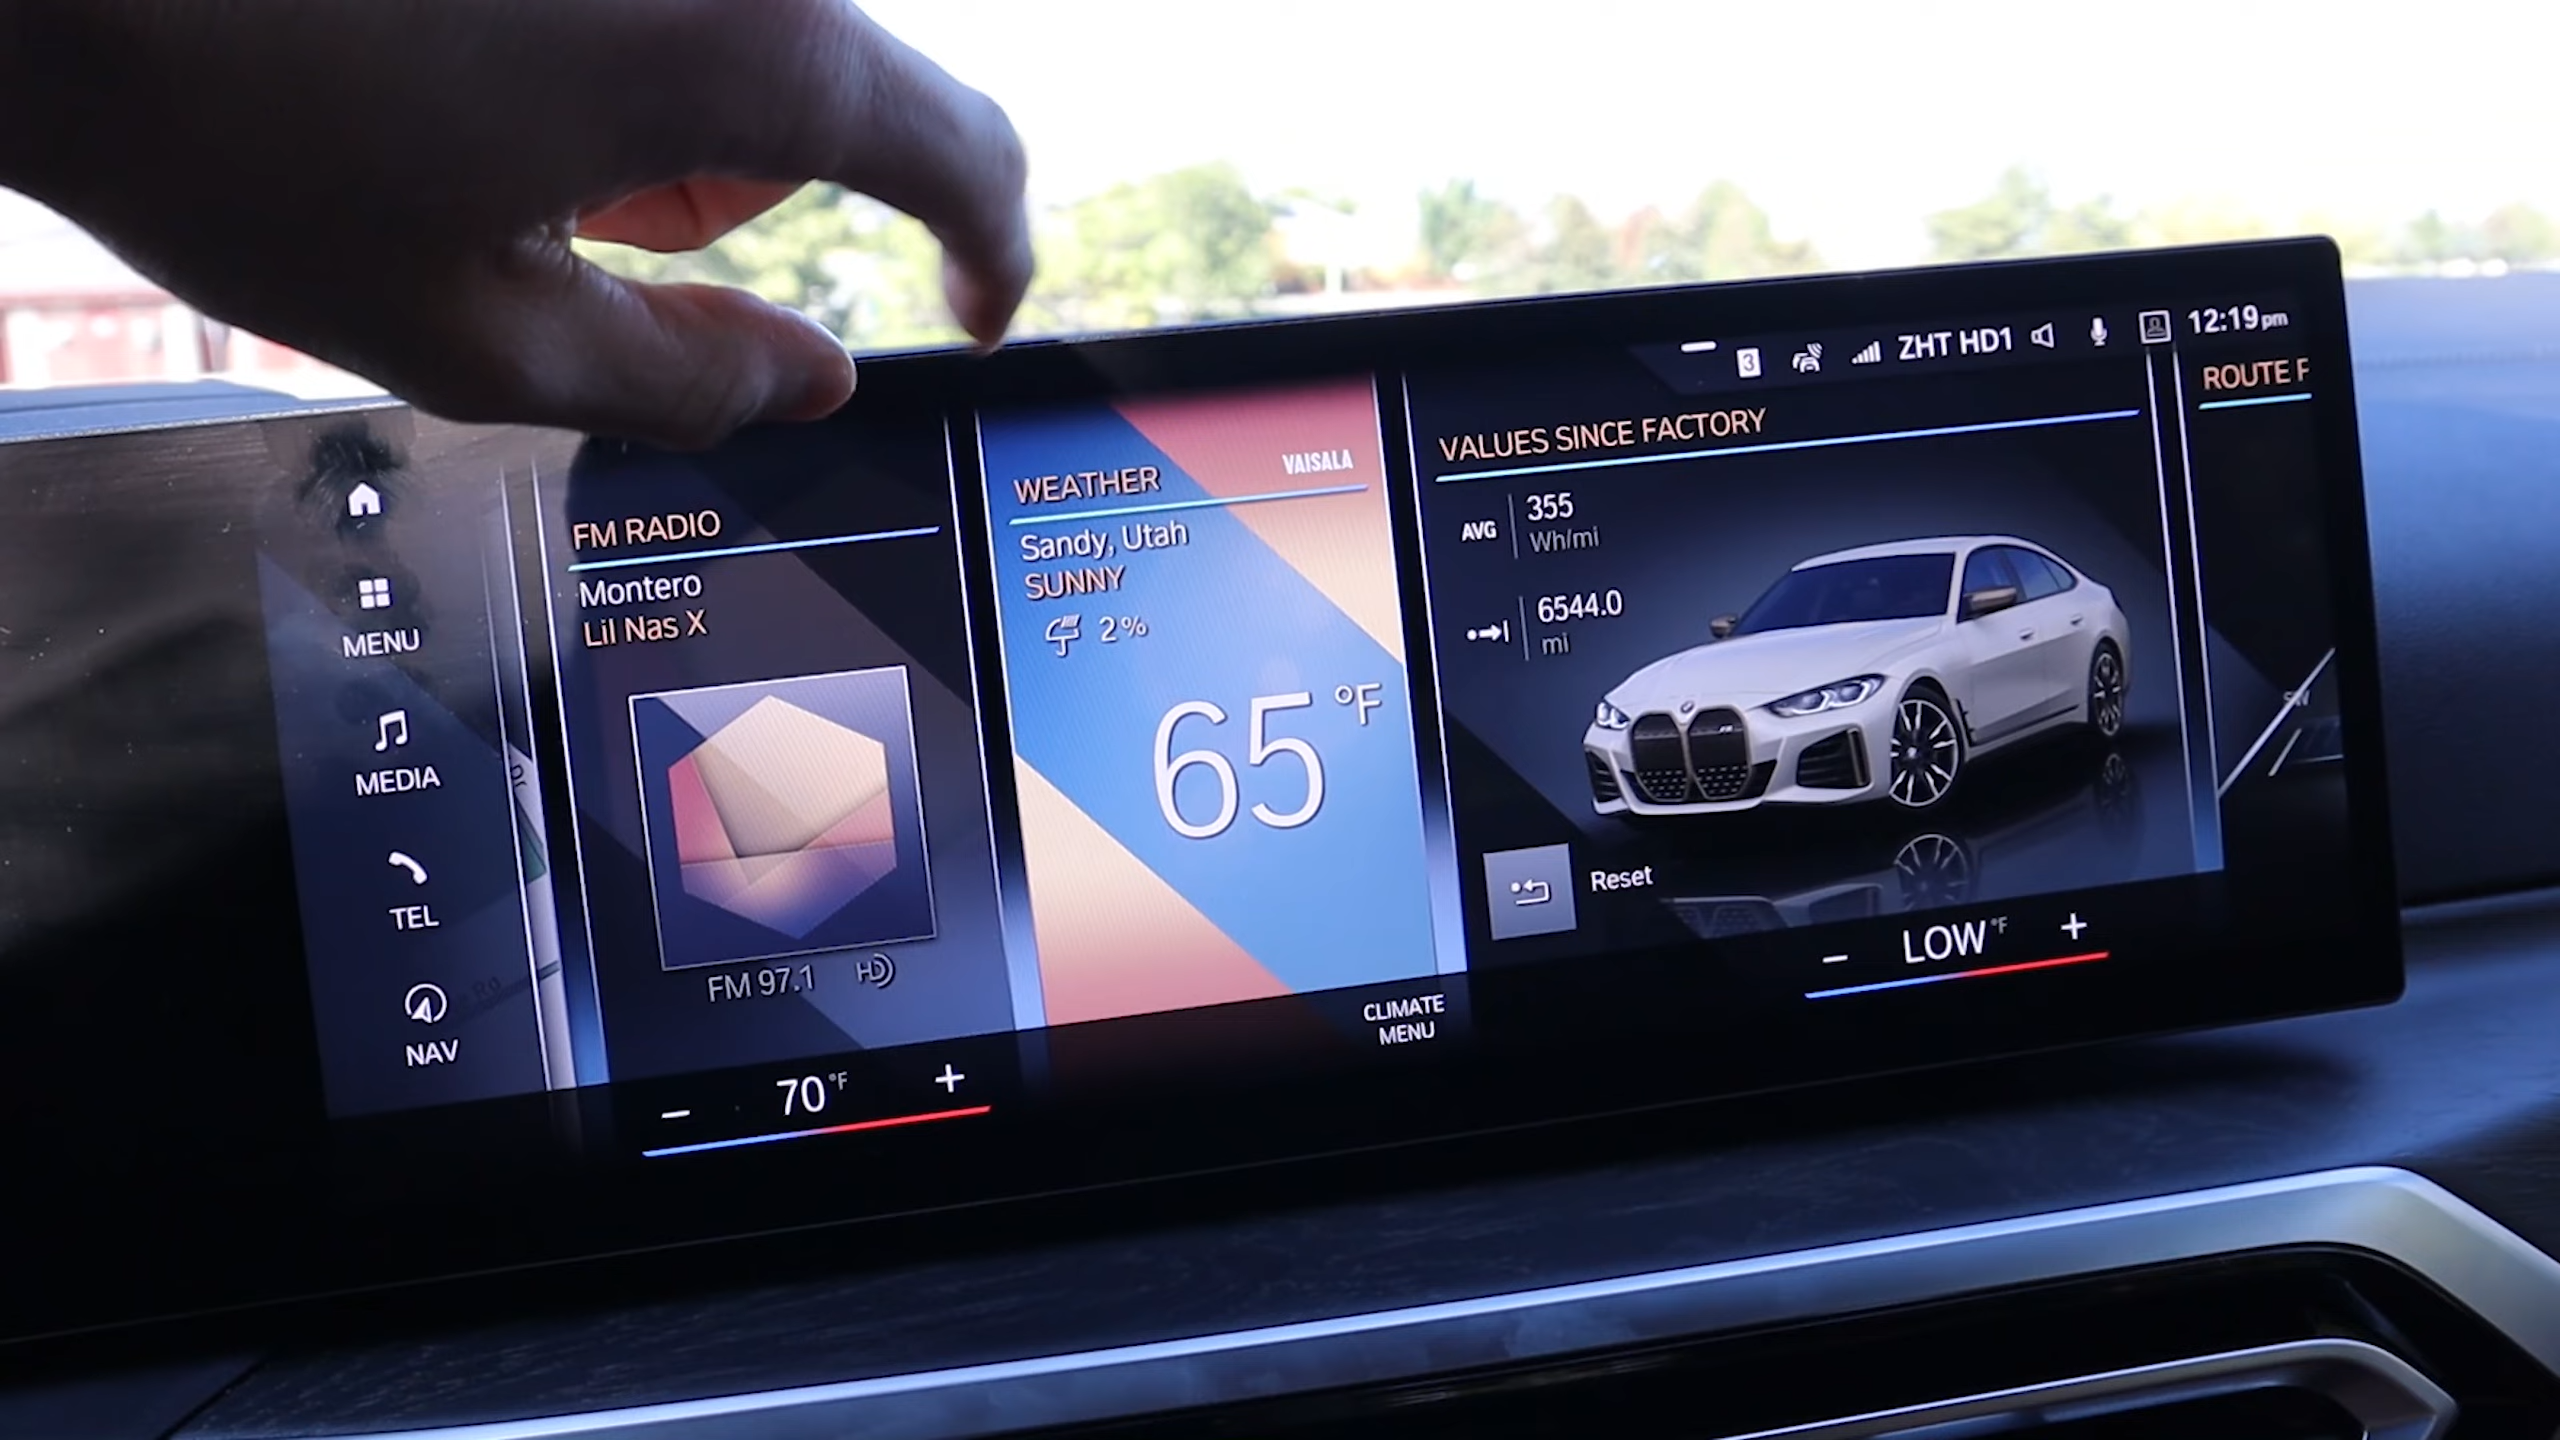 3 ZHT HD1 12:19 pm
MENU
MEDIA
TEL
NAV
FM RADIO
Montero
Lil Nas X
FM 97.1 HD
WEATHER VAISALA
Sandy, Utah
SUNNY
2%
65 °F
VALUES SINCE FACTORY
AVG 355
Wh/mi
6544.0
mi
Reset
ROUTE
− 70 °F +
CLIMATE
MENU
− LOW °F +